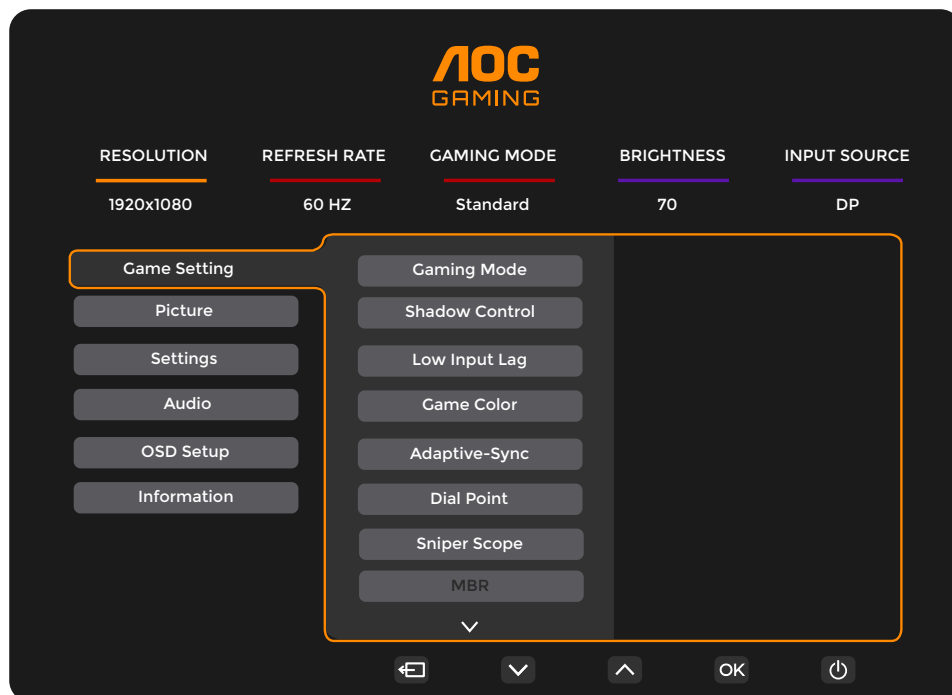 AOC
GAMING
RESOLUTION REFRESH RATE GAMING MODE BRIGHTNESS INPUT SOURCE
1920x1080 60 HZ Standard 70 DP
Game Setting
Picture
Settings
Audio
OSD Setup
Information
Gaming Mode
Shadow Control
Low Input Lag
Game Color
Adaptive-Sync
Dial Point
Sniper Scope
MBR
OK